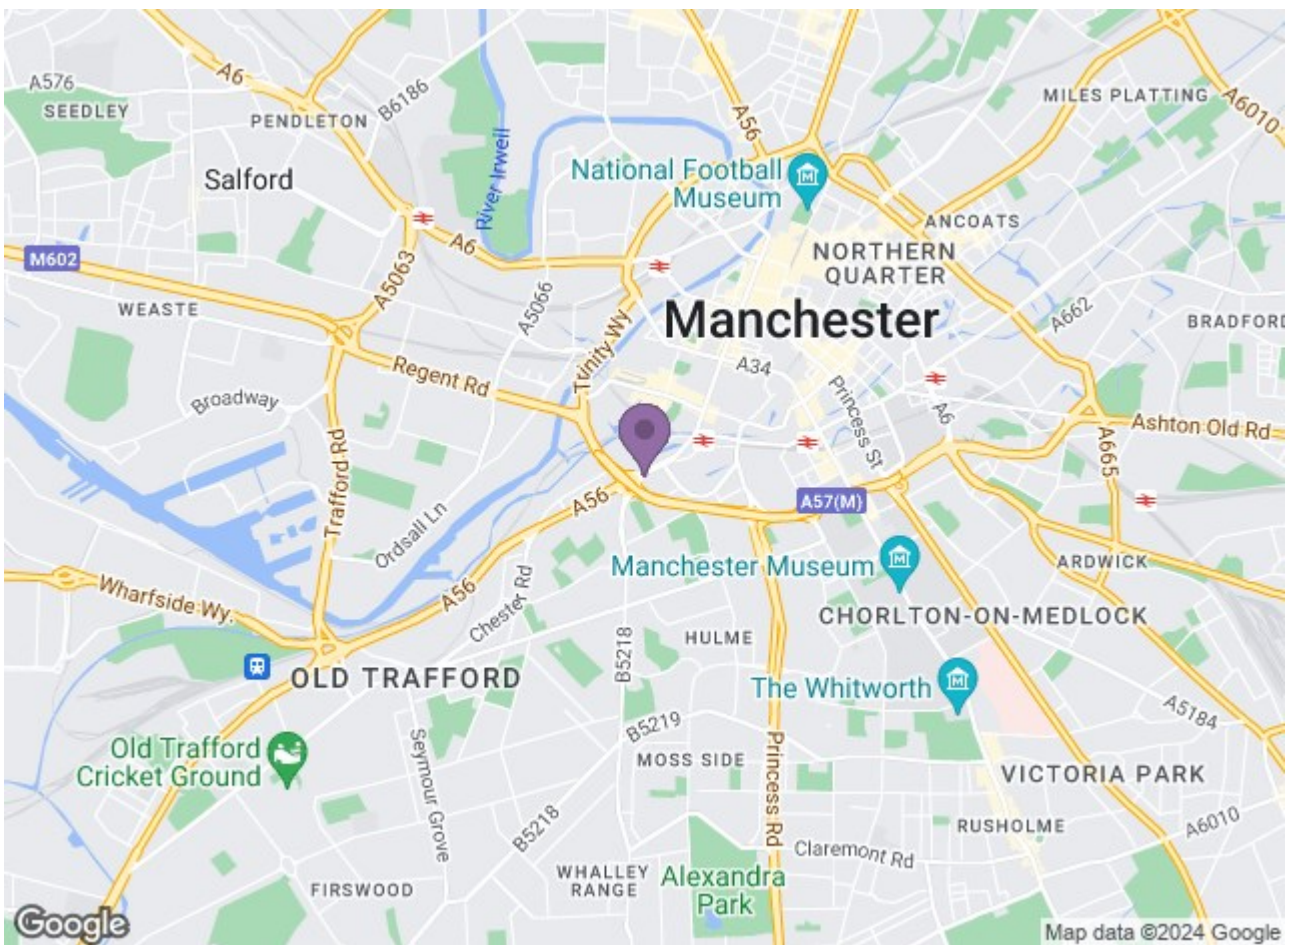 A6
A576
SEEDLEY
PENDLETON
B6186
Salford
River Irwell
A56
MILES PLATTING
A6010
National Football
Museum
ANCOATS
NORTHERN
QUARTER
M602
A6
A5063
A5066
WEASTE
Trinity Wy
Manchester
A662
BRADFORD
Regent Rd
A34
Broadway
Princess St
A6
Ashton Old Rd
A665
Trafford Rd
A56
A57(M)
Ordsall Ln
Manchester Museum
ARDWICK
Wharfside Wy.
A56
Chester Rd
CHORLTON-ON-MEDLOCK
HULME
B5218
OLD TRAFFORD
The Whitworth
A5184
B5219
Old Trafford
Cricket Ground
Seymour Grove
MOSS SIDE
Princess Rd
VICTORIA PARK
B5218
RUSHOLME
A6010
Claremont Rd
WHALLEY
RANGE
Alexandra
Park
FIRSWOOD
Google
Map data ©2024 Google